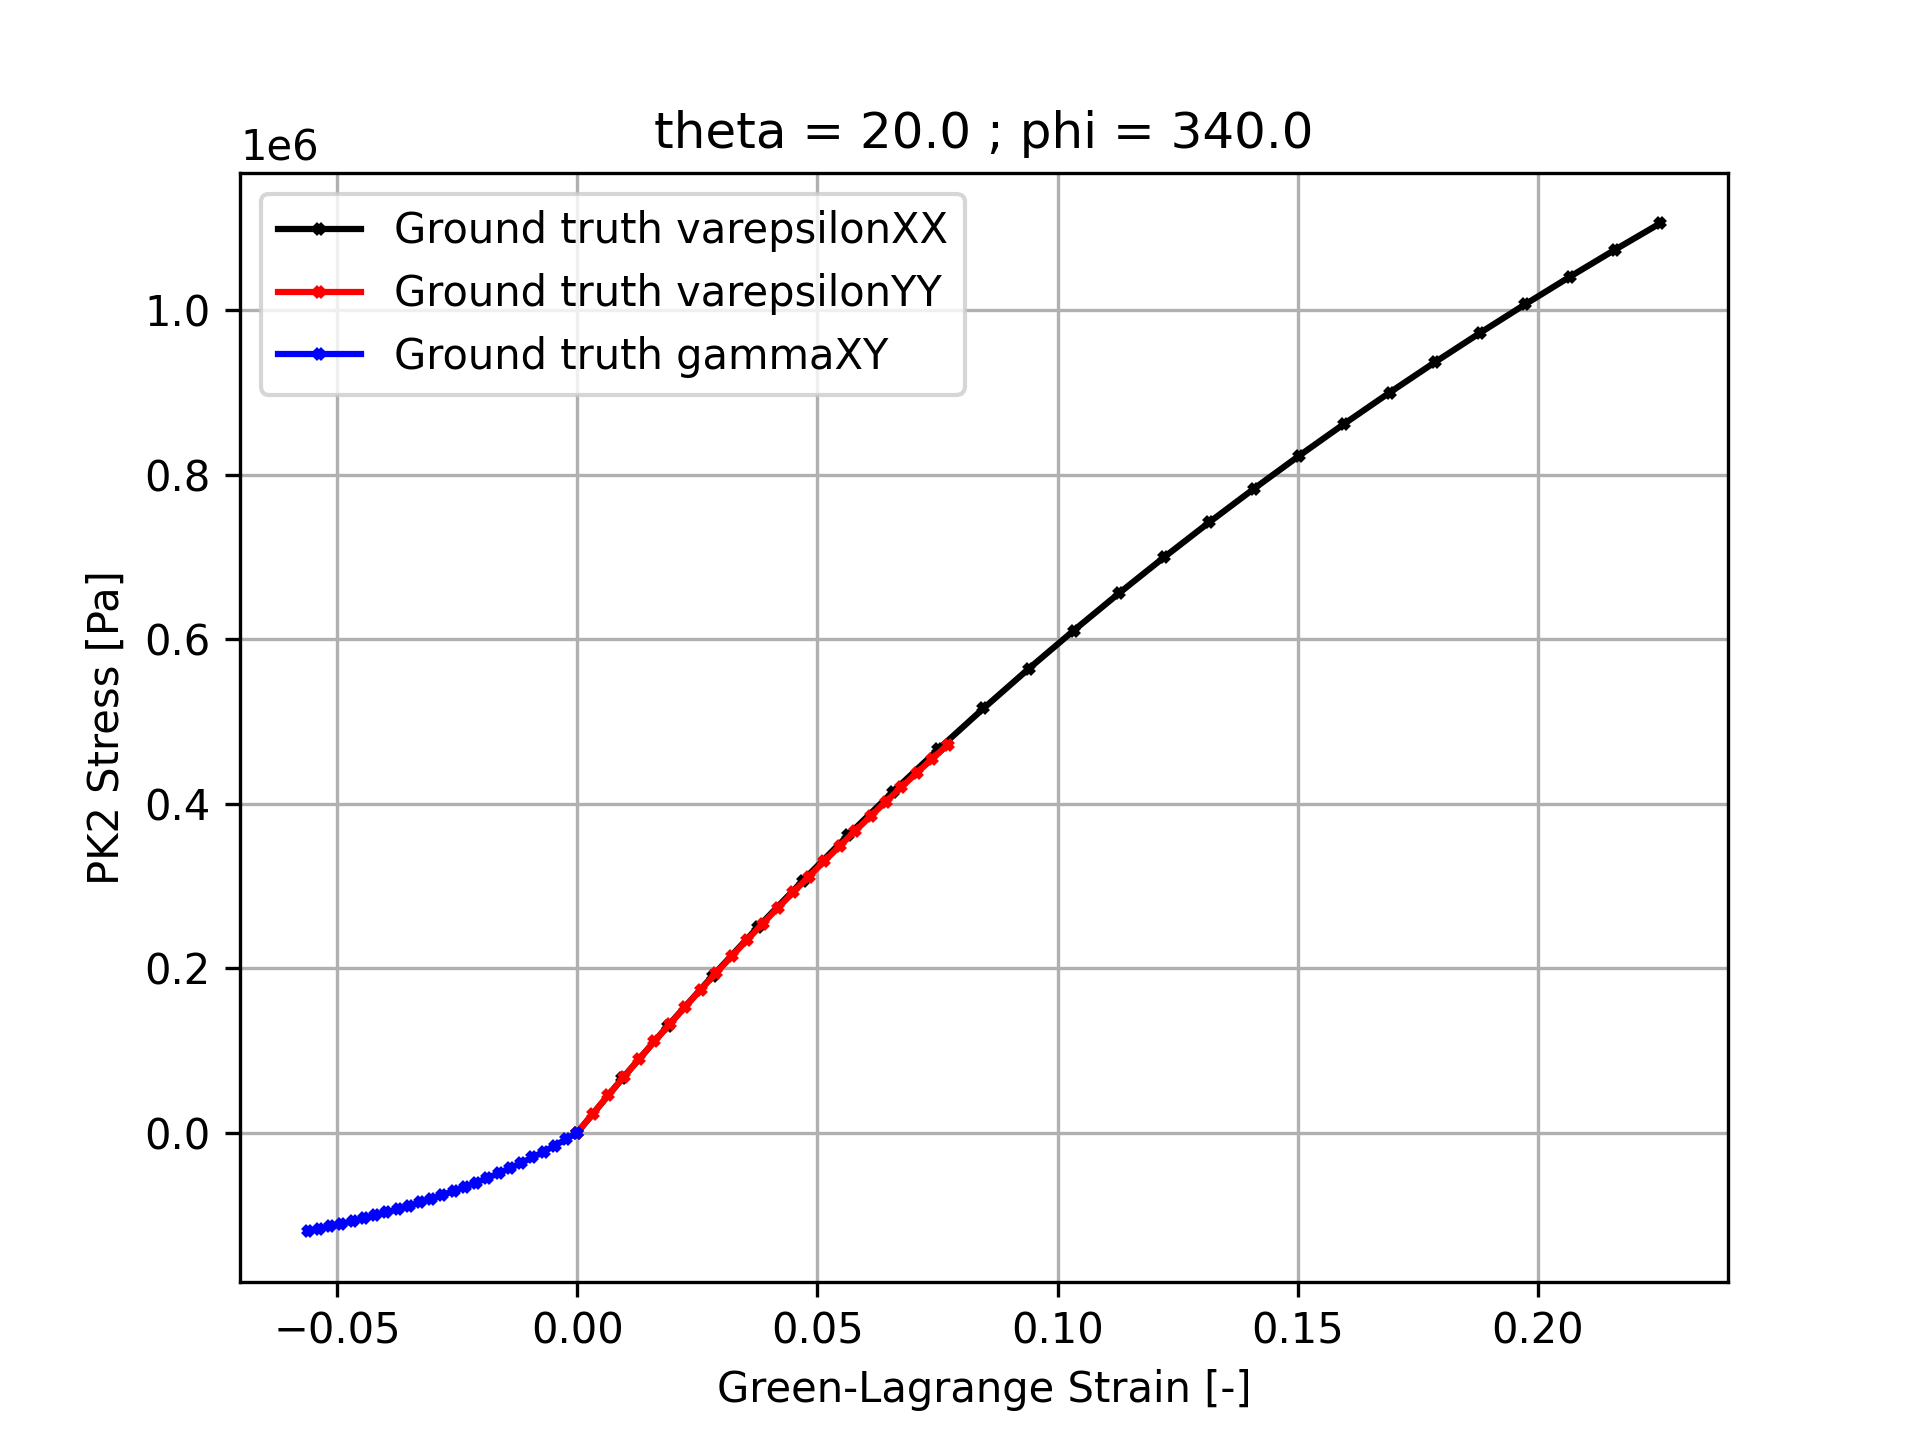 theta = 20.0 ; phi = 340.0
1e6
Ground truth varepsilonXX
Ground truth varepsilonYY
Ground truth gammaXY
1.0
0.8
0.6
0.4
0.2
0.0
PK2 Stress [Pa]
−0.05 0.00 0.05 0.10 0.15 0.20
Green-Lagrange Strain [-]